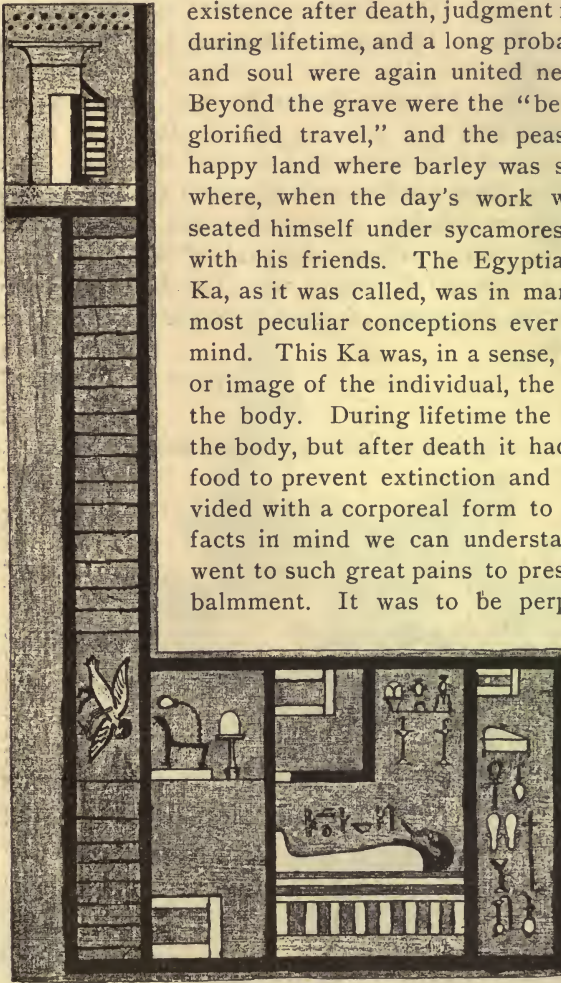 existence after death, judgment
during lifetime, and a long proba
and soul were again united ne
Beyond the grave were the “be
glorified travel,” and the peas
happy land where barley was s
where, when the day's work w
seated himself under sycamores
with his friends. The Egyptia
Ka, as it was called, was in mar
most peculiar conceptions ever
mind. This Ka was, in a sense,
or image of the individual, the
the body. During lifetime the
the body, but after death it had
food to prevent extinction and
vided with a corporeal form to
facts in mind we can understa
went to such great pains to pres
balmment. It was to be perp